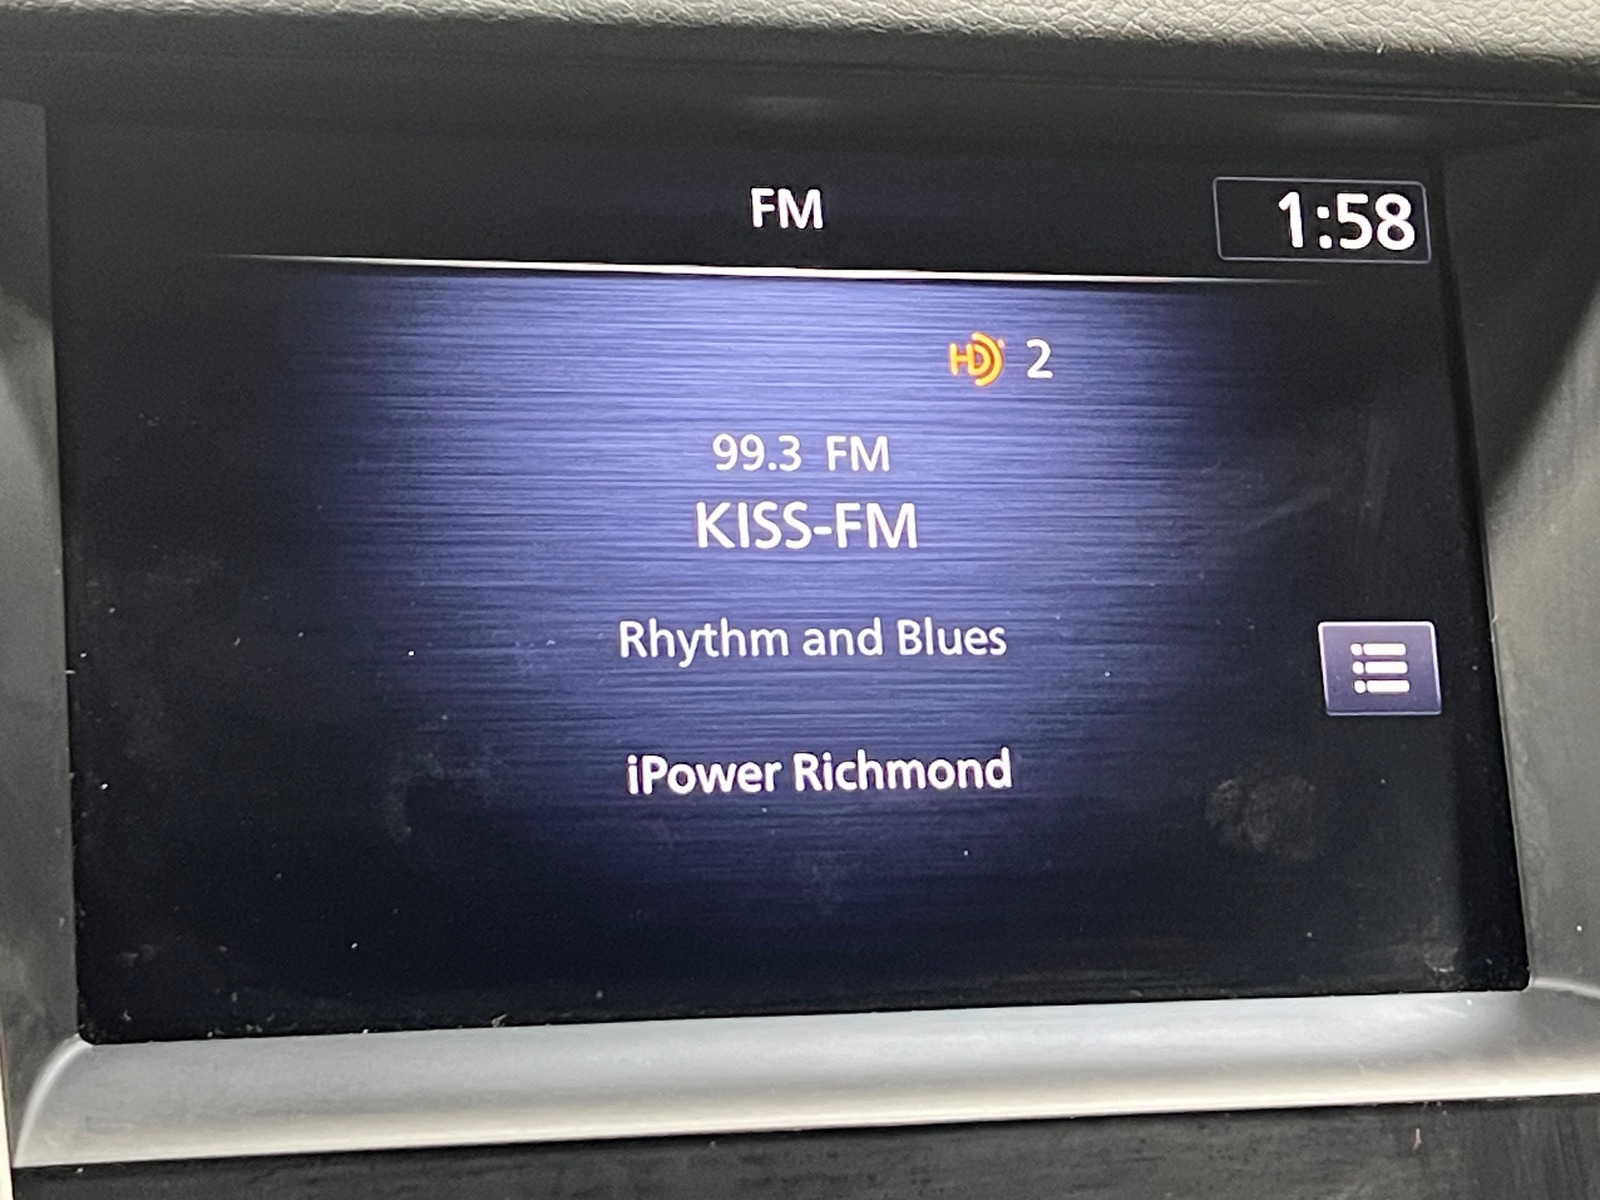 FM
1:58
HD 2
99.3 FM
KISS-FM
Rhythm and Blues
iPower Richmond